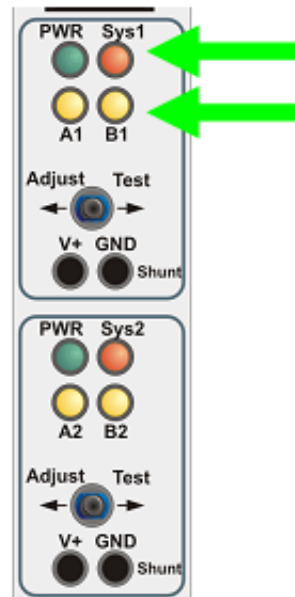 PWR Sys1
A1 B1
Adjust Test
V+ GND
Shunt
PWR Sys2
A2 B2
Adjust Test
V+ GND
Shunt